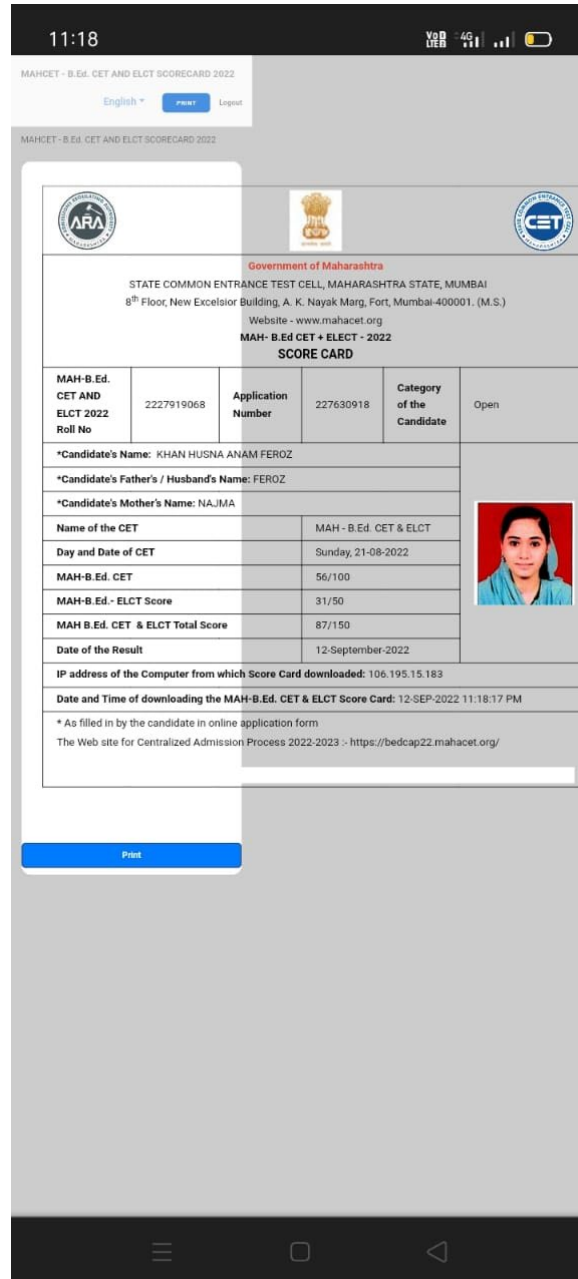 11:18
VoD LTEB 4G
MAHCET - B.Ed. CET AND ELCT SCORECARD 2022
English PRINT Logout
MAHCET - B.Ed. CET AND ELCT SCORECARD 2022
ARA
CET
Government of Maharashtra
STATE COMMON ENTRANCE TEST CELL, MAHARASHTRA STATE, MUMBAI
8th Floor, New Excelsior Building, A. K. Nayak Marg, Fort, Mumbai-400001. (M.S.)
Website - www.mahacet.org
MAH- B.Ed CET + ELECT - 2022
SCORE CARD
MAH-B.Ed.
CET AND
ELCT 2022
Roll No
2227919068
Application
Number
227630918
Category
of the
Candidate
Open
*Candidate's Name: KHAN HUSNA ANAM FEROZ
*Candidate's Father's / Husband's Name: FEROZ
*Candidate's Mother's Name: NAJMA
Name of the CET MAH - B.Ed. CET & ELCT
Day and Date of CET Sunday, 21-08-2022
MAH-B.Ed. CET 56/100
MAH-B.Ed.- ELCT Score 31/50
MAH B.Ed. CET & ELCT Total Score 87/150
Date of the Result 12-September-2022
IP address of the Computer from which Score Card downloaded: 106.195.15.183
Date and Time of downloading the MAH-B.Ed. CET & ELCT Score Card: 12-SEP-2022 11:18:17 PM
* As filled in by the candidate in online application form
The Web site for Centralized Admission Process 2022-2023 :- https://bedcap22.mahacet.org/
Print